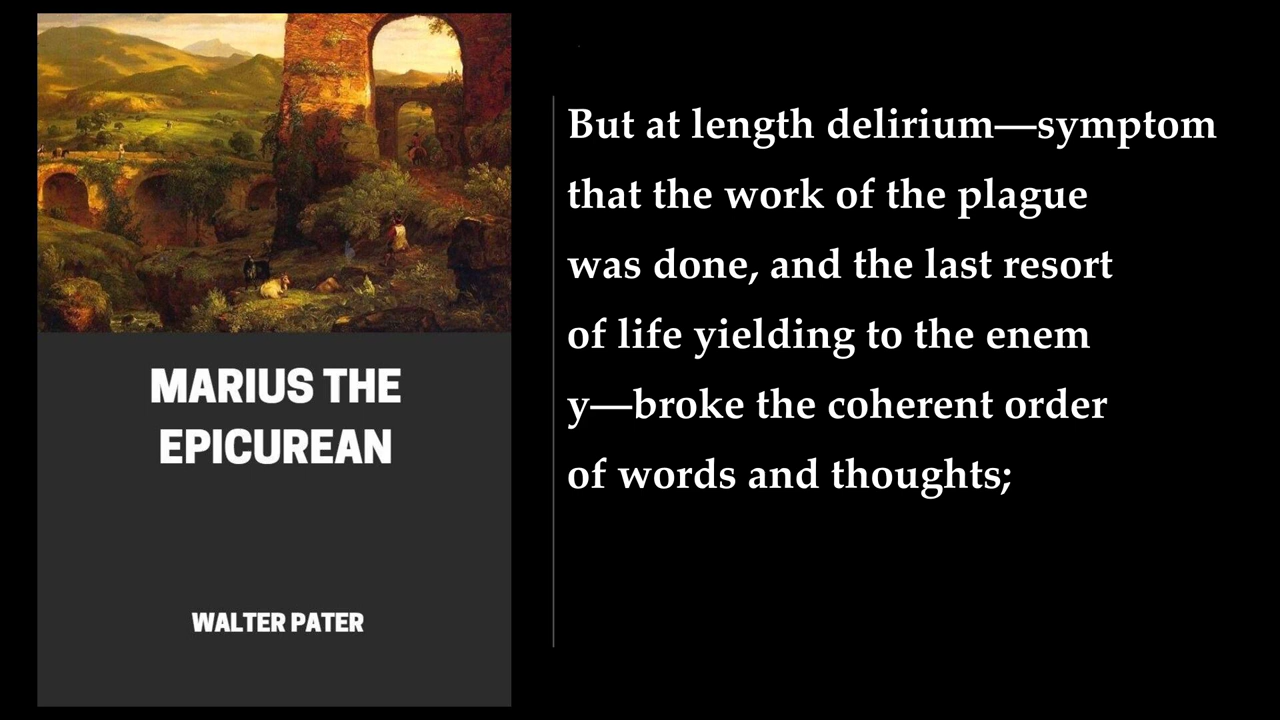 MARIUS THE
EPICUREAN
WALTER PATER
But at length delirium—symptom
that the work of the plague
was done, and the last resort
of life yielding to the enem
y—broke the coherent order
of words and thoughts;